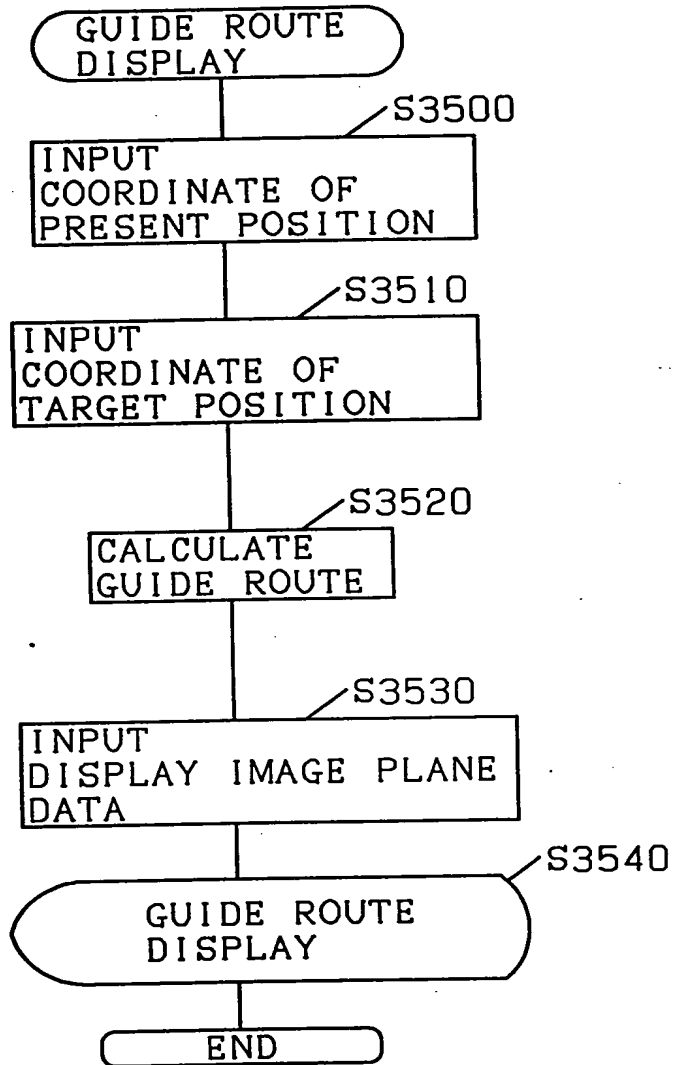 GUIDE ROUTE
DISPLAY
S3500
INPUT
COORDINATE OF
PRESENT POSITION
S3510
INPUT
COORDINATE OF
TARGET POSITION
S3520
CALCULATE
GUIDE ROUTE
S3530
INPUT
DISPLAY IMAGE PLANE
DATA
S3540
GUIDE ROUTE
DISPLAY
END